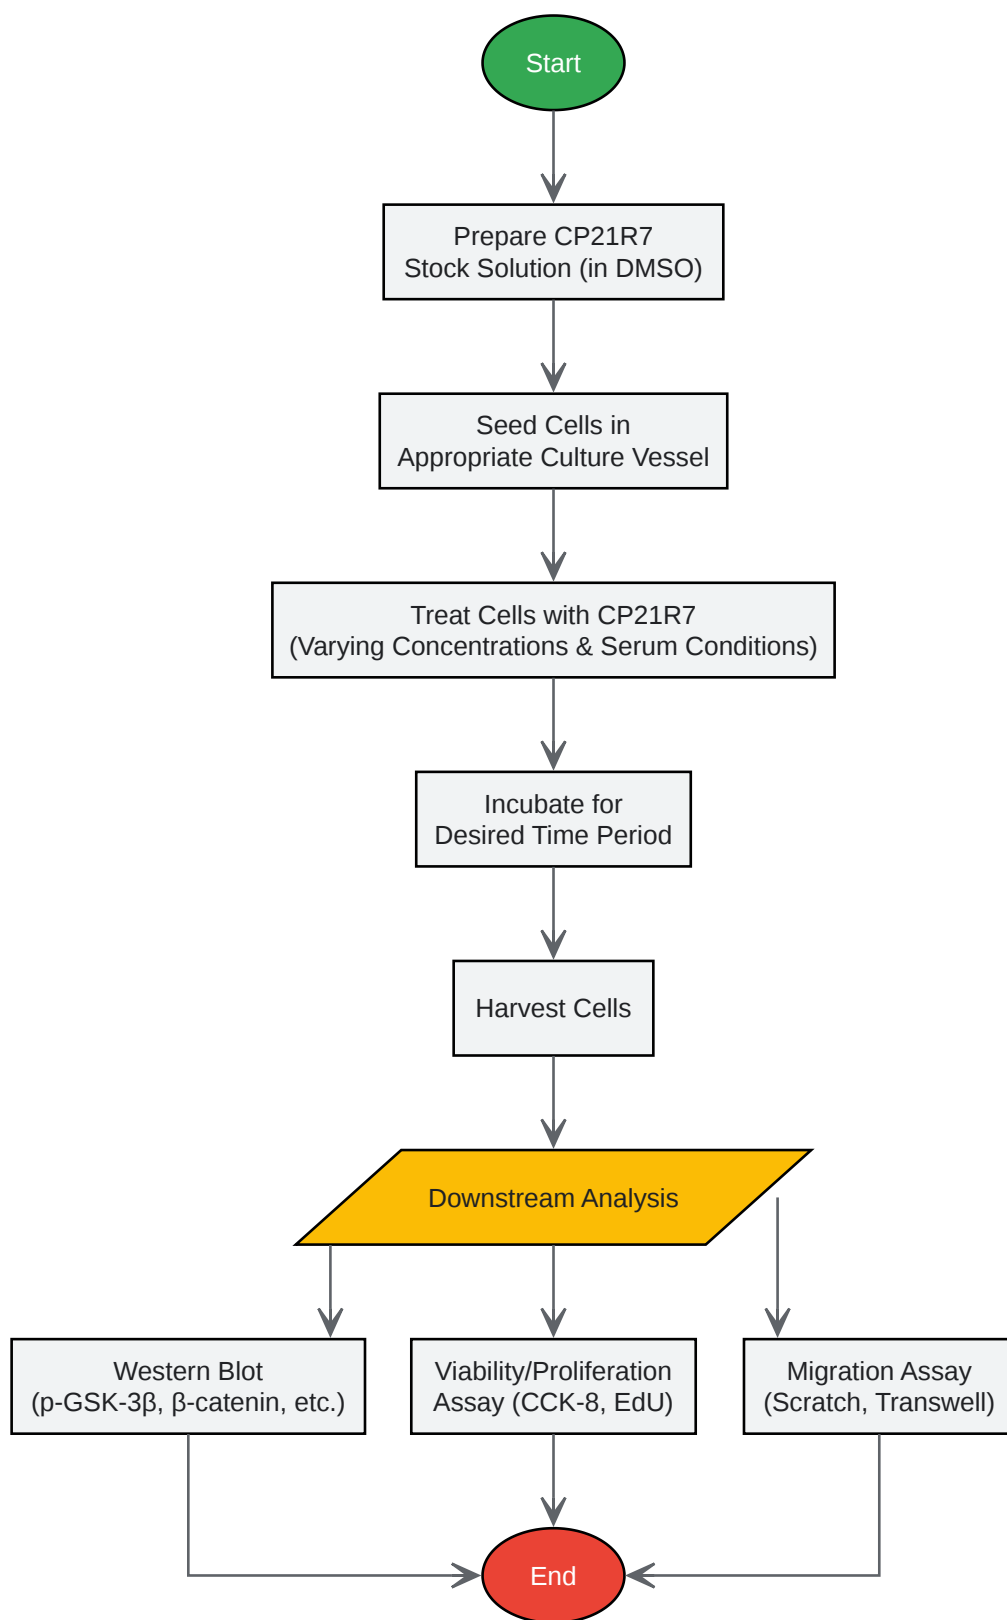 Start
Prepare CP21R7
Stock Solution (in DMSO)
Seed Cells in
Appropriate Culture Vessel
Treat Cells with CP21R7
(Varying Concentrations & Serum Conditions)
Incubate for
Desired Time Period
Harvest Cells
Downstream Analysis
Western Blot
(p-GSK-3β, β-catenin, etc.)
Viability/Proliferation
Assay (CCK-8, EdU)
Migration Assay
(Scratch, Transwell)
End